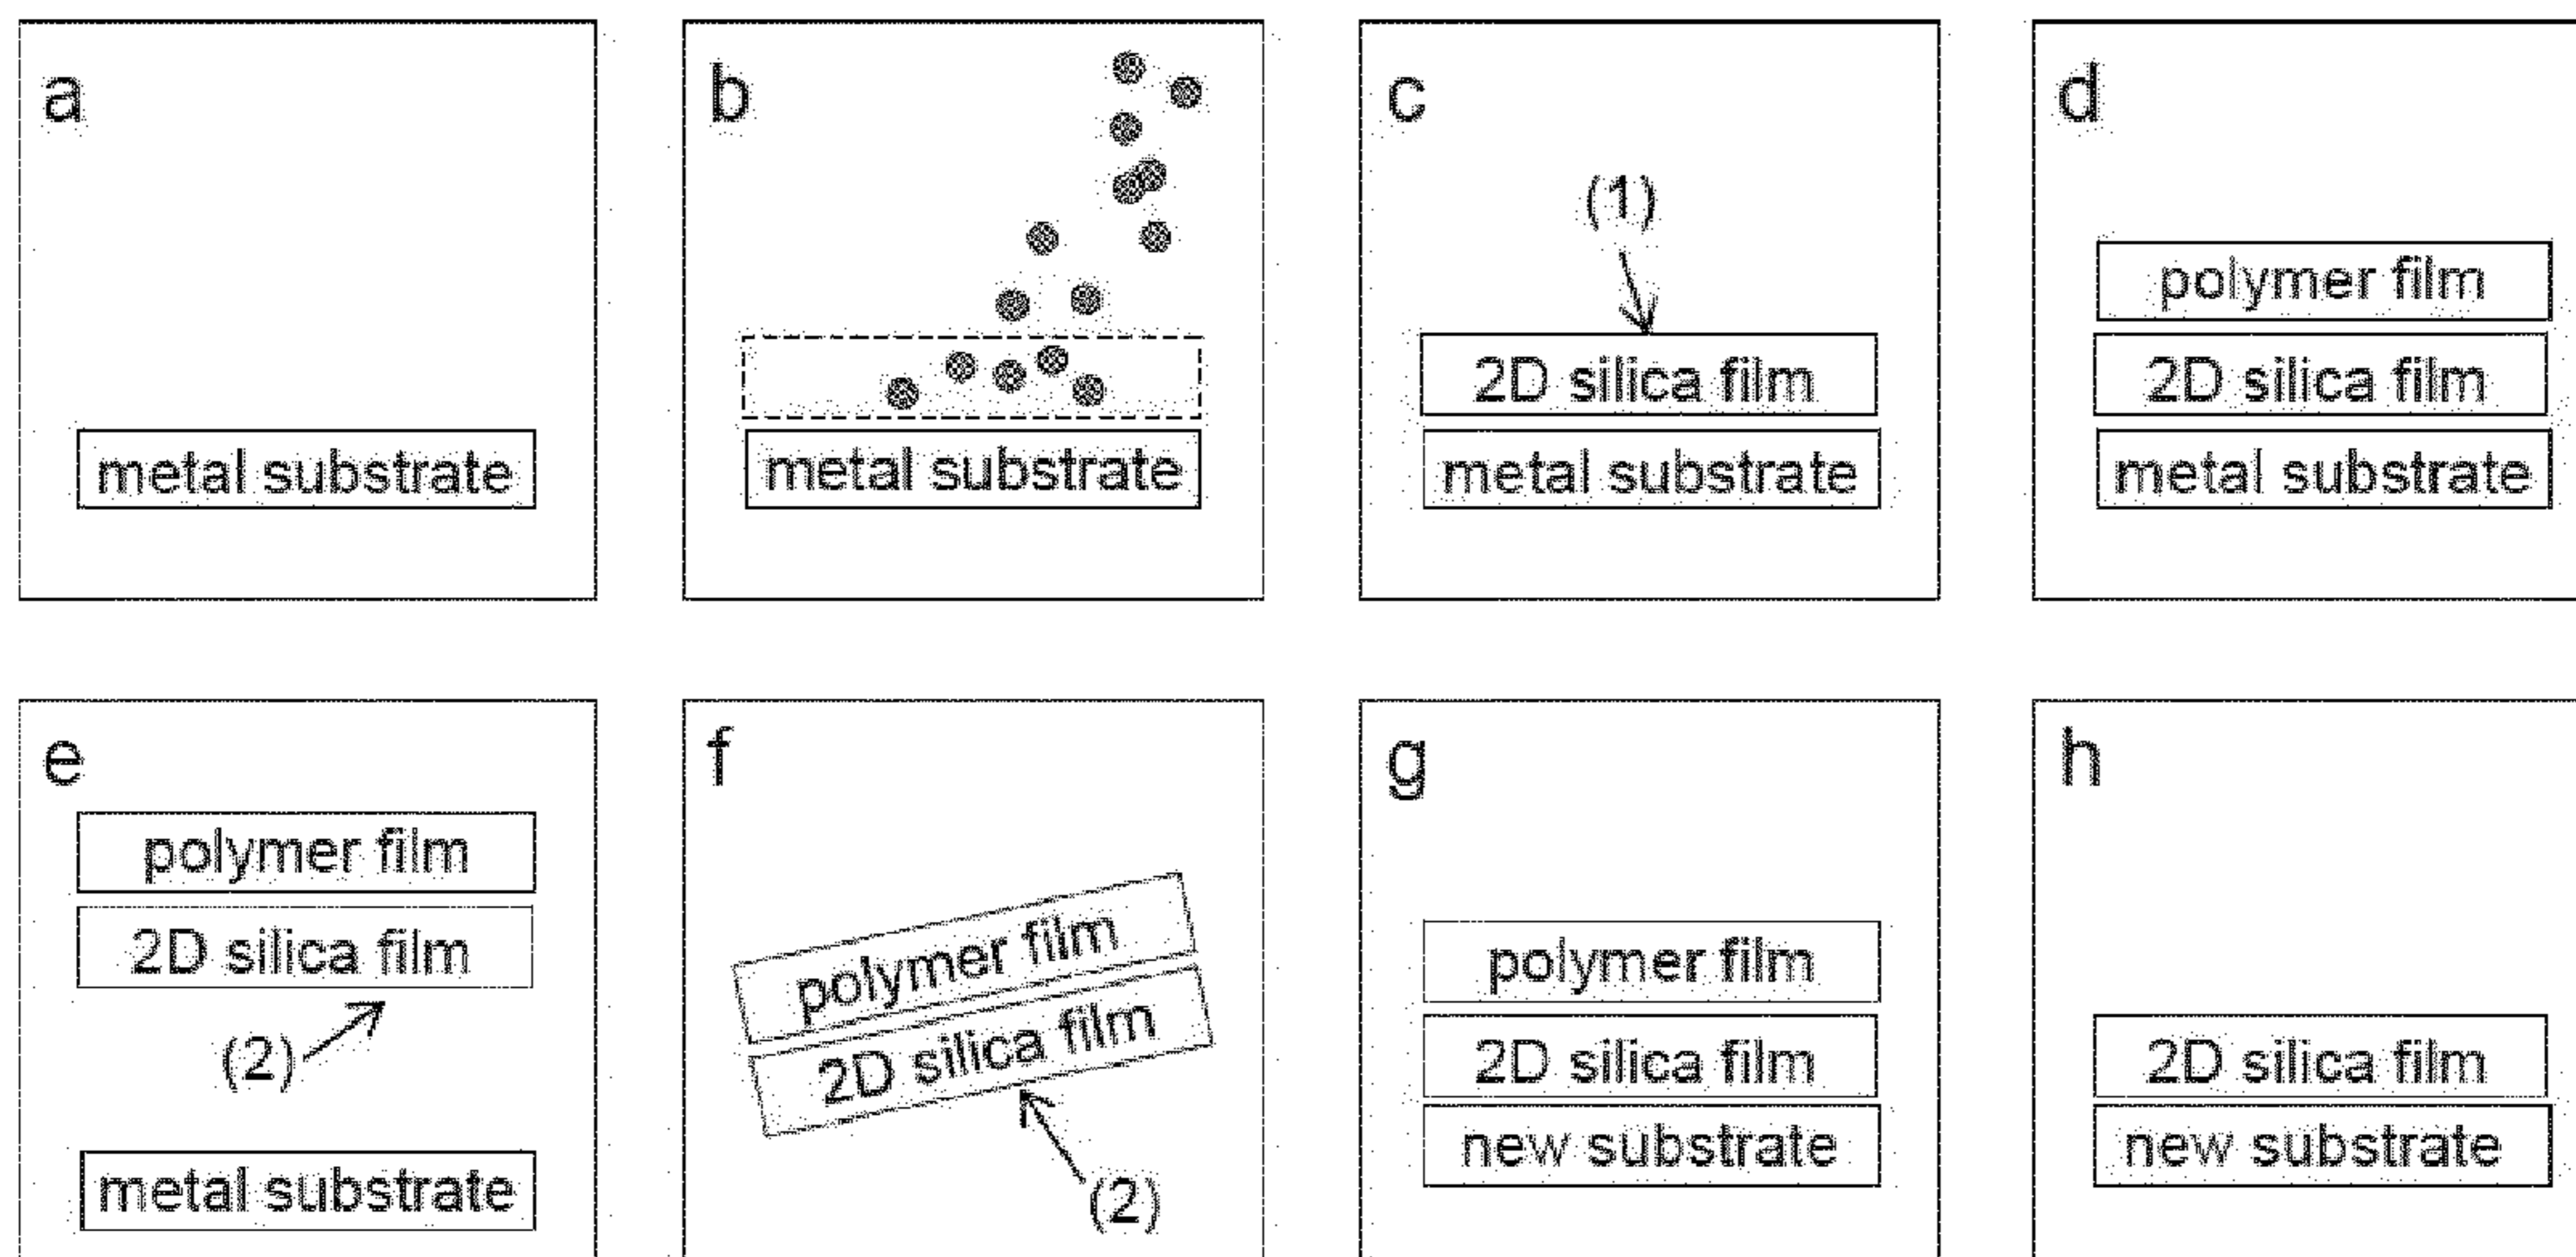 a
metal substrate
b
metal substrate
c
(1)
2D silica film
metal substrate
d
polymer film
2D silica film
metal substrate
e
polymer film
2D silica film
(2)
metal substrate
f
polymer film
2D silica film
(2)
g
polymer film
2D silica film
new substrate
h
2D silica film
new substrate